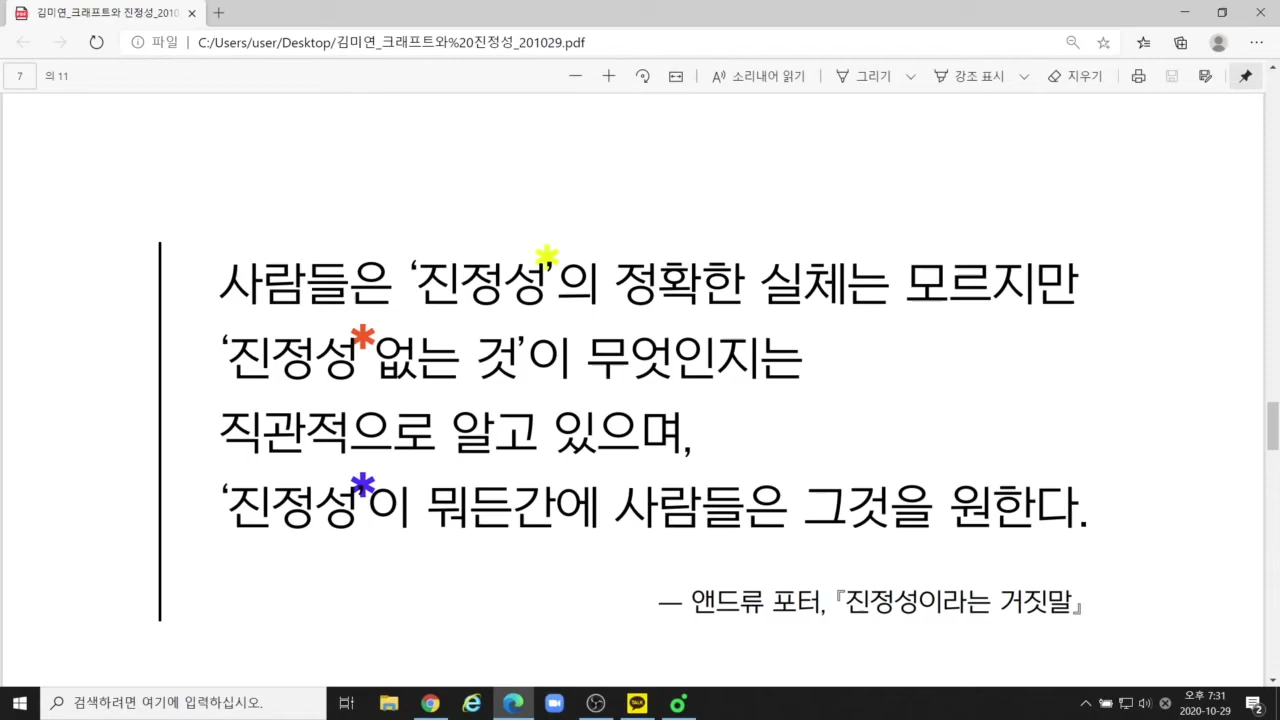 김미연_크래프트와 진정성_2010
파일
C:/Users/user/Desktop/김미연_크래프트와%20진정성_201029.pdf
7 의 11
소리내어 읽기
그리기
강조 표시
지우기
사람들은 ‘진정성*’의 정확한 실체는 모르지만
‘진정성*없는 것’이 무엇인지는
직관적으로 알고 있으며,
‘진정성*’이 뭐든간에 사람들은 그것을 원한다.
— 앤드류 포터, 『진정성이라는 거짓말』
검색하려면 여기에 입력하십시오.
TALK
오후 7:31
2020-10-29
2